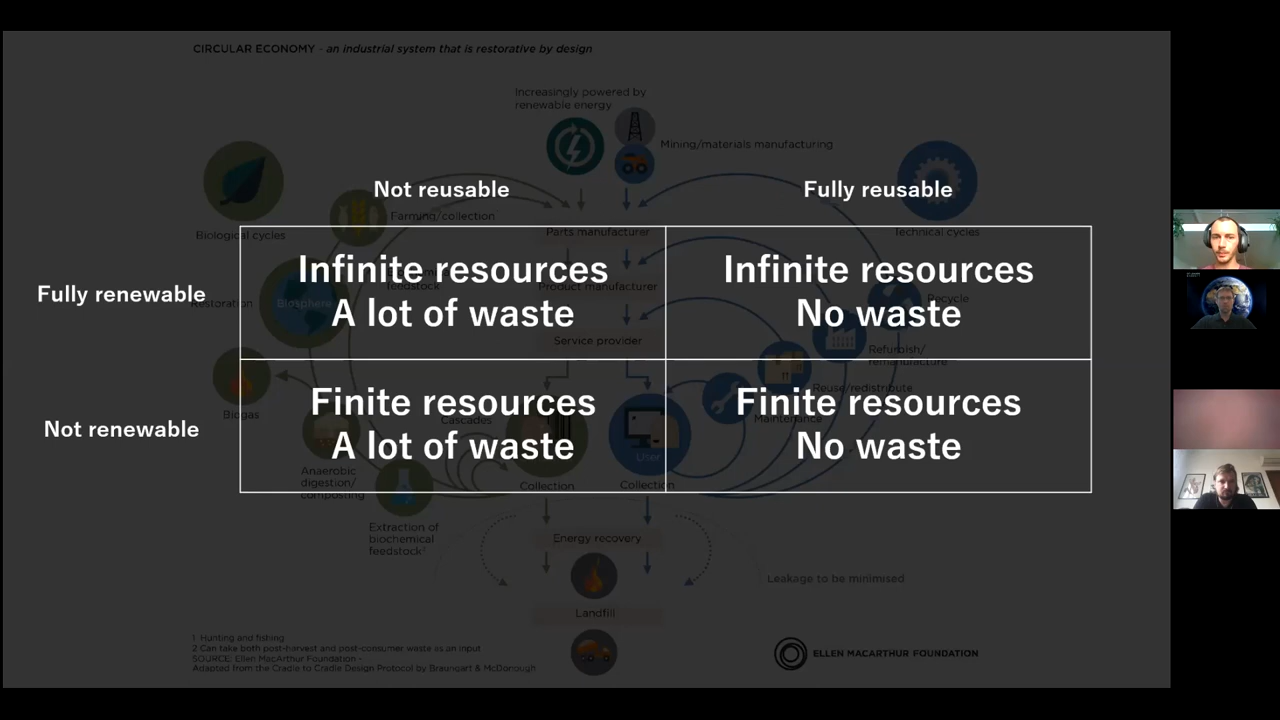 CIRCULAR ECONOMY - an industrial system that is restorative by design
Increasingly powered by
renewable energy
Mining/materials manufacturing
Not reusable
Fully reusable
Farming/collection
Biological cycles
Parts manufacturer
Technical cycles
Infinite resources
A lot of waste
Infinite resources
No waste
Fully renewable
feedstock
Product manufacturer
Restoration
Biosphere
Recycle
Service provider
Refurbish/
remanufacture
Finite resources
A lot of waste
Finite resources
No waste
Not renewable
Biogas
Cascades
Reuse/redistribute
Maintenance
User
Anaerobic
digestion/
composting
Collection
Collection
Extraction of
biochemical
feedstock²
Energy recovery
Leakage to be minimised
Landfill
1 Hunting and fishing
2 Can take both post-harvest and post-consumer waste as an input
SOURCE: Ellen MacArthur Foundation -
Adapted from the Cradle to Cradle Design Protocol by Braungart & McDonough
ELLEN MACARTHUR FOUNDATION